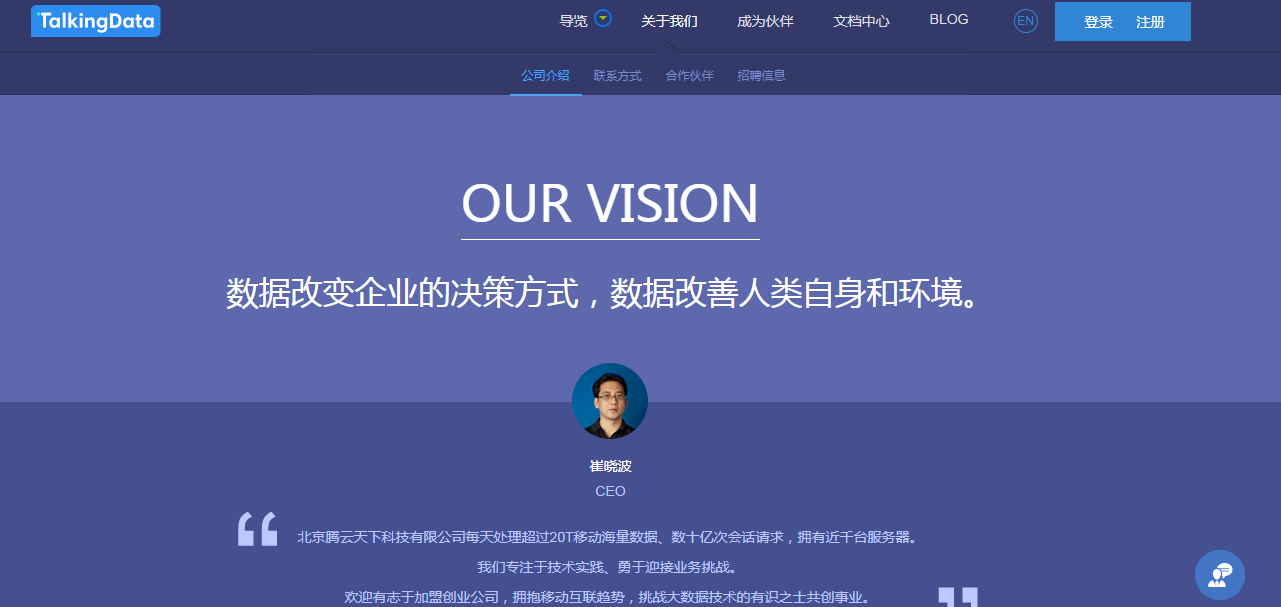 TalkingData
导览 关于我们 成为伙伴 文档中心 BLOG EN 登录 注册
公司介绍 联系方式 合作伙伴 招聘信息
OUR VISION
数据改变企业的决策方式，数据改善人类自身和环境。
崔晓波
CEO
北京腾云天下科技有限公司每天处理超过20T移动海量数据、数十亿次会话请求，拥有近千台服务器。
我们专注于技术实践、勇于迎接业务挑战。
欢迎有志于加盟创业公司，拥抱移动互联趋势，挑战大数据技术的有识之士共创事业。